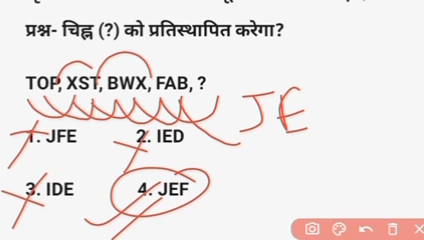 प्रश्न- चिह्न (?) को प्रतिस्थापित करेगा?
TOP, XST, BWX, FAB, ?
JE
1. JFE 2. IED
3. IDE 4. JEF